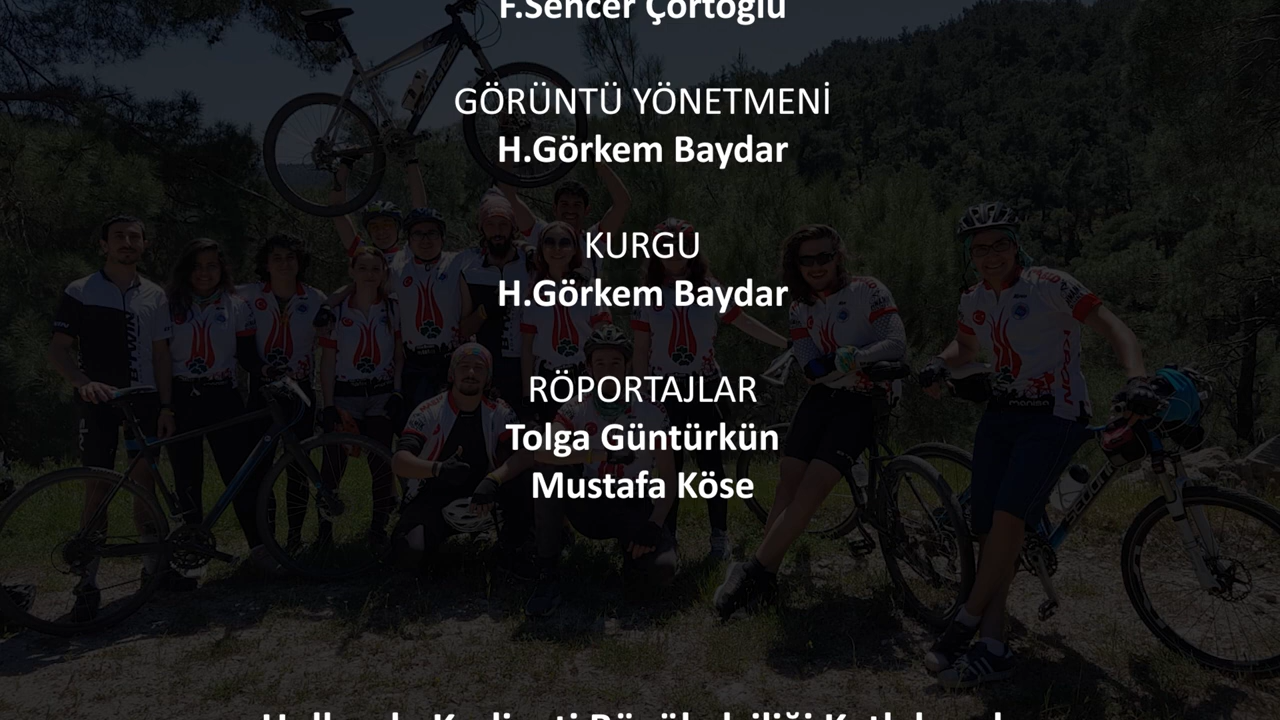 F.Sencer Çortoğlu
GÖRÜNTÜ YÖNETMENİ
H.Görkem Baydar
KURGU
H.Görkem Baydar
RÖPORTAJLAR
Tolga Güntürkün
Mustafa Köse